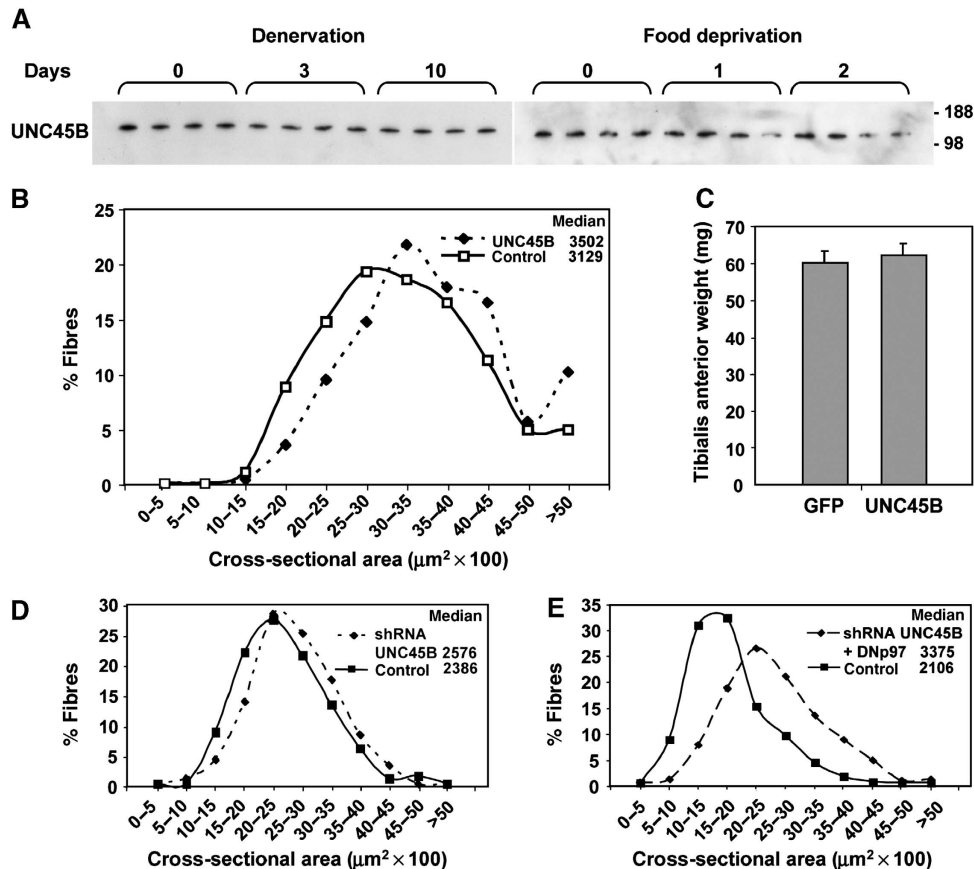 A
Denervation Food deprivation
Days 0 3 10 0 1 2
UNC45B
- 188
- 98
B
25
20
15
10
5
0
% Fibres
Median
UNC45B 3502
Control 3129
0–5 5–10 10–15 15–20 20–25 25–30 30–35 35–40 40–45 45–50 >50
Cross-sectional area (μm² × 100)
C
70
60
50
40
30
20
10
0
Tibialis anterior weight (mg)
GFP UNC45B
D
30
25
20
15
10
5
0
% Fibres
Median
shRNA
UNC45B 2576
Control 2386
0–5 5–10 10–15 15–20 20–25 25–30 30–35 35–40 40–45 45–50 >50
Cross-sectional area (μm² × 100)
E
35
30
25
20
15
10
5
0
% Fibres
Median
shRNA UNC45B
+ DNp97 3375
Control 2106
0–5 5–10 10–15 15–20 20–25 25–30 30–35 35–40 40–45 45–50 >50
Cross-sectional area (μm² × 100)